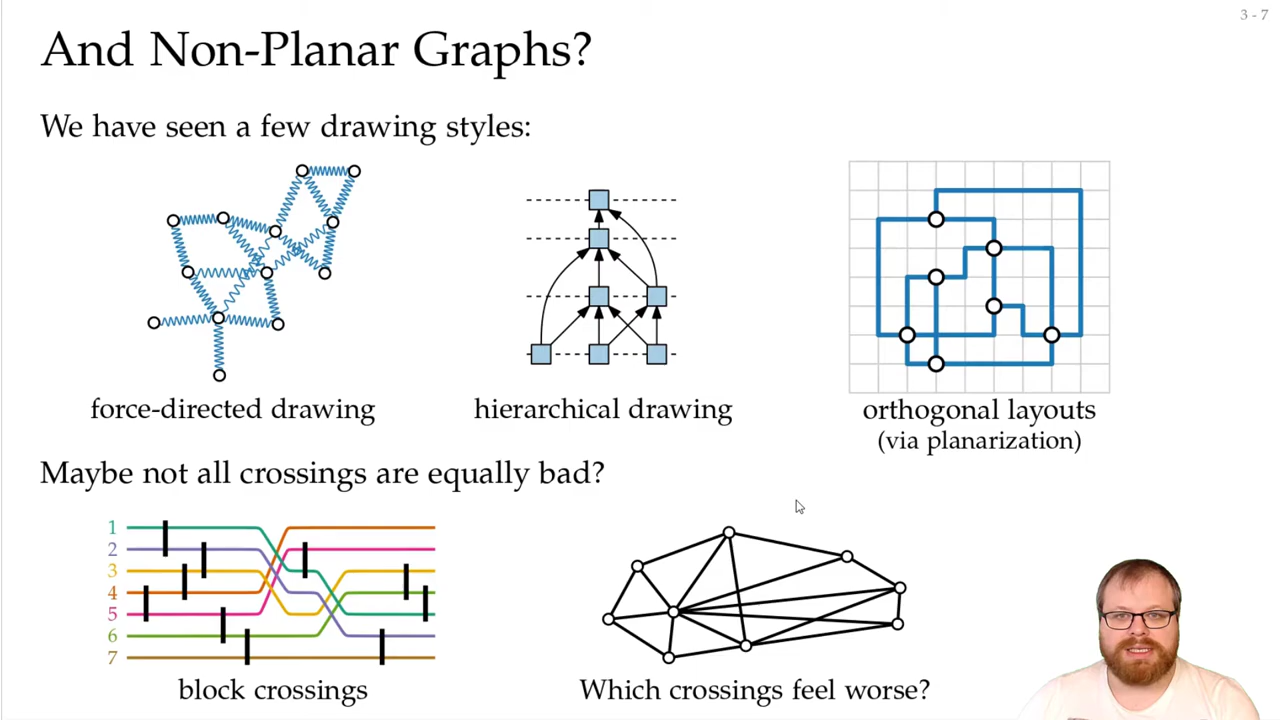 3 - 7
And Non-Planar Graphs?
We have seen a few drawing styles:
force-directed drawing
hierarchical drawing
orthogonal layouts
(via planarization)
Maybe not all crossings are equally bad?
1
2
3
4
5
6
7
block crossings
Which crossings feel worse?